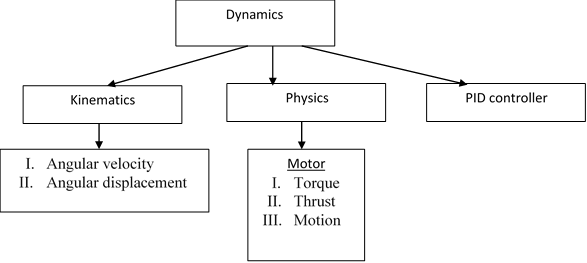 Dynamics
Kinematics
Physics
PID controller
I. Angular velocity
II. Angular displacement
Motor
I. Torque
II. Thrust
III. Motion